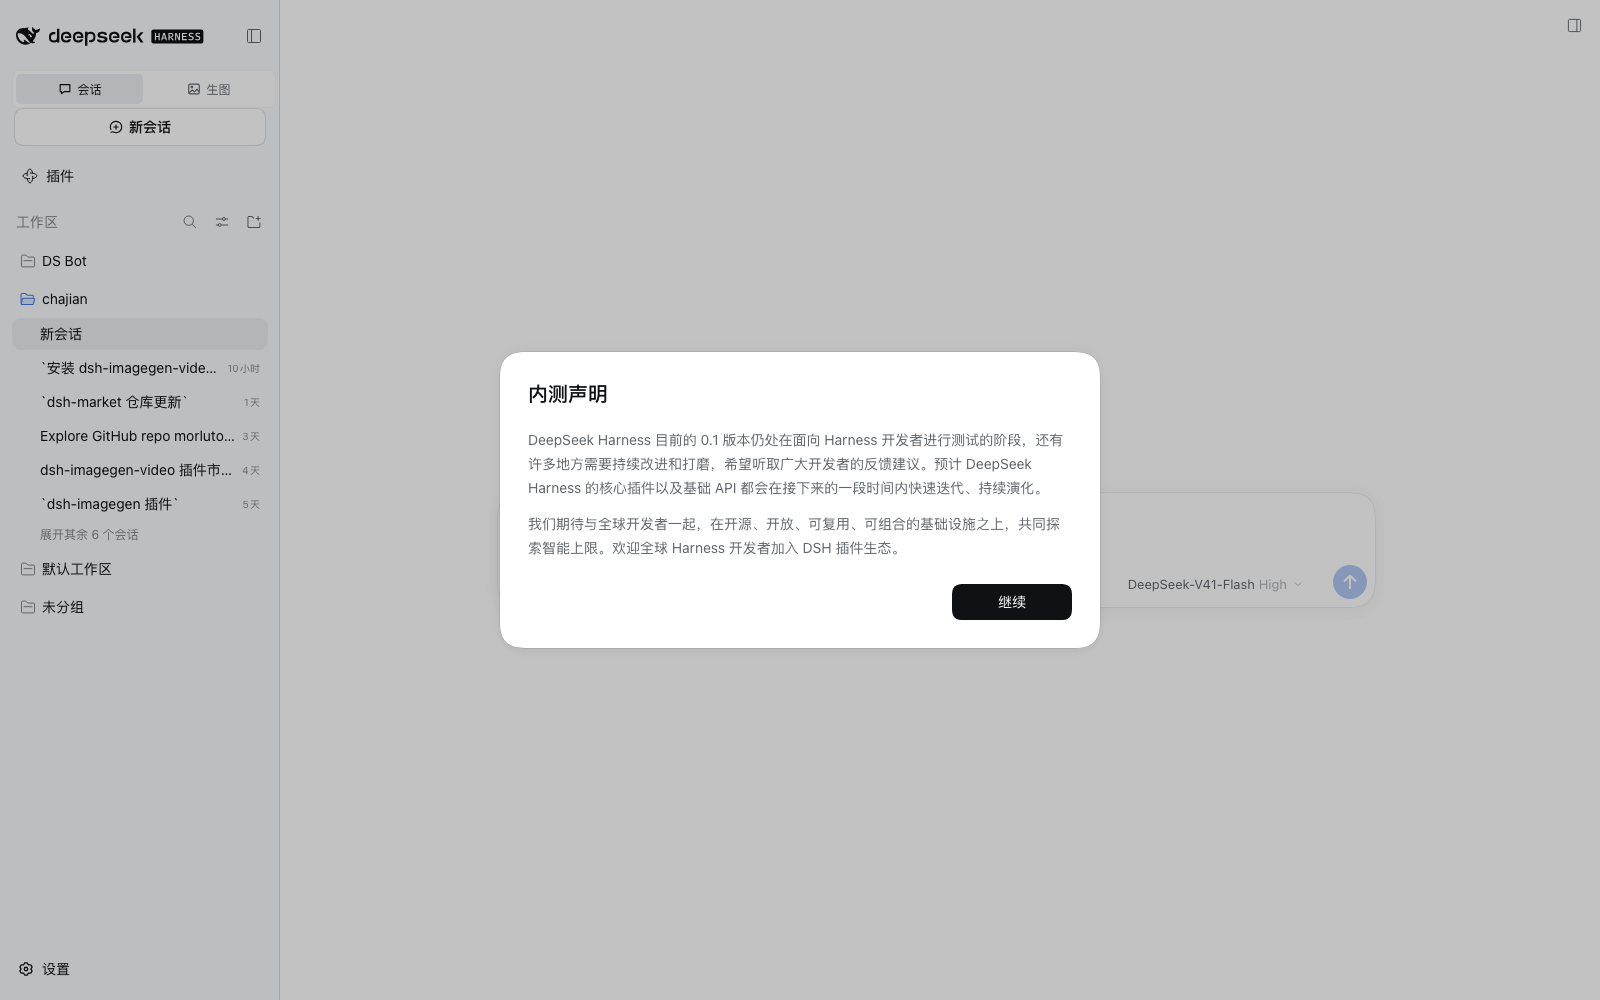 deepseek HARNESS
会话
生图
新会话
插件
工作区
DS Bot
chajian
新会话
`安装 dsh-imagegen-vide... 10小时
`dsh-market 仓库更新` 1天
Explore GitHub repo morluto... 3天
dsh-imagegen-video 插件市... 4天
`dsh-imagegen 插件` 5天
展开其余 6 个会话
默认工作区
未分组
设置
内测声明
DeepSeek Harness 目前的 0.1 版本仍处在面向 Harness 开发者进行测试的阶段，还有
许多地方需要持续改进和打磨，希望听取广大开发者的反馈建议。预计 DeepSeek
Harness 的核心插件以及基础 API 都会在接下来的一段时间内快速迭代、持续演化。
我们期待与全球开发者一起，在开源、开放、可复用、可组合的基础设施之上，共同探
索智能上限。欢迎全球 Harness 开发者加入 DSH 插件生态。
继续
DeepSeek-V41-Flash High